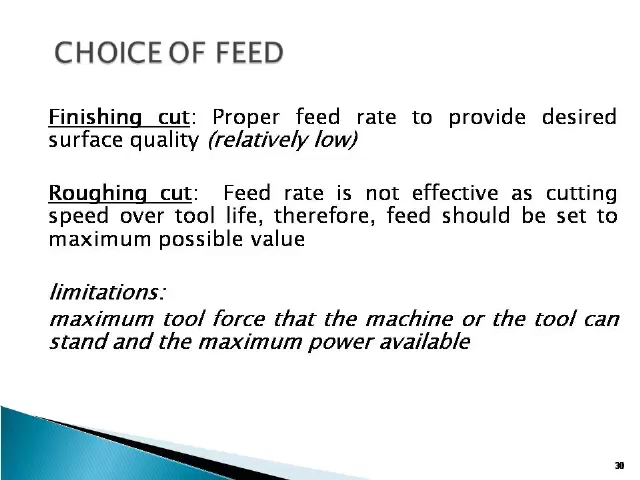 CHOICE OF FEED
Finishing cut: Proper feed rate to provide desired
surface quality (relatively low)
Roughing cut: Feed rate is not effective as cutting
speed over tool life, therefore, feed should be set to
maximum possible value
limitations:
maximum tool force that the machine or the tool can
stand and the maximum power available
30